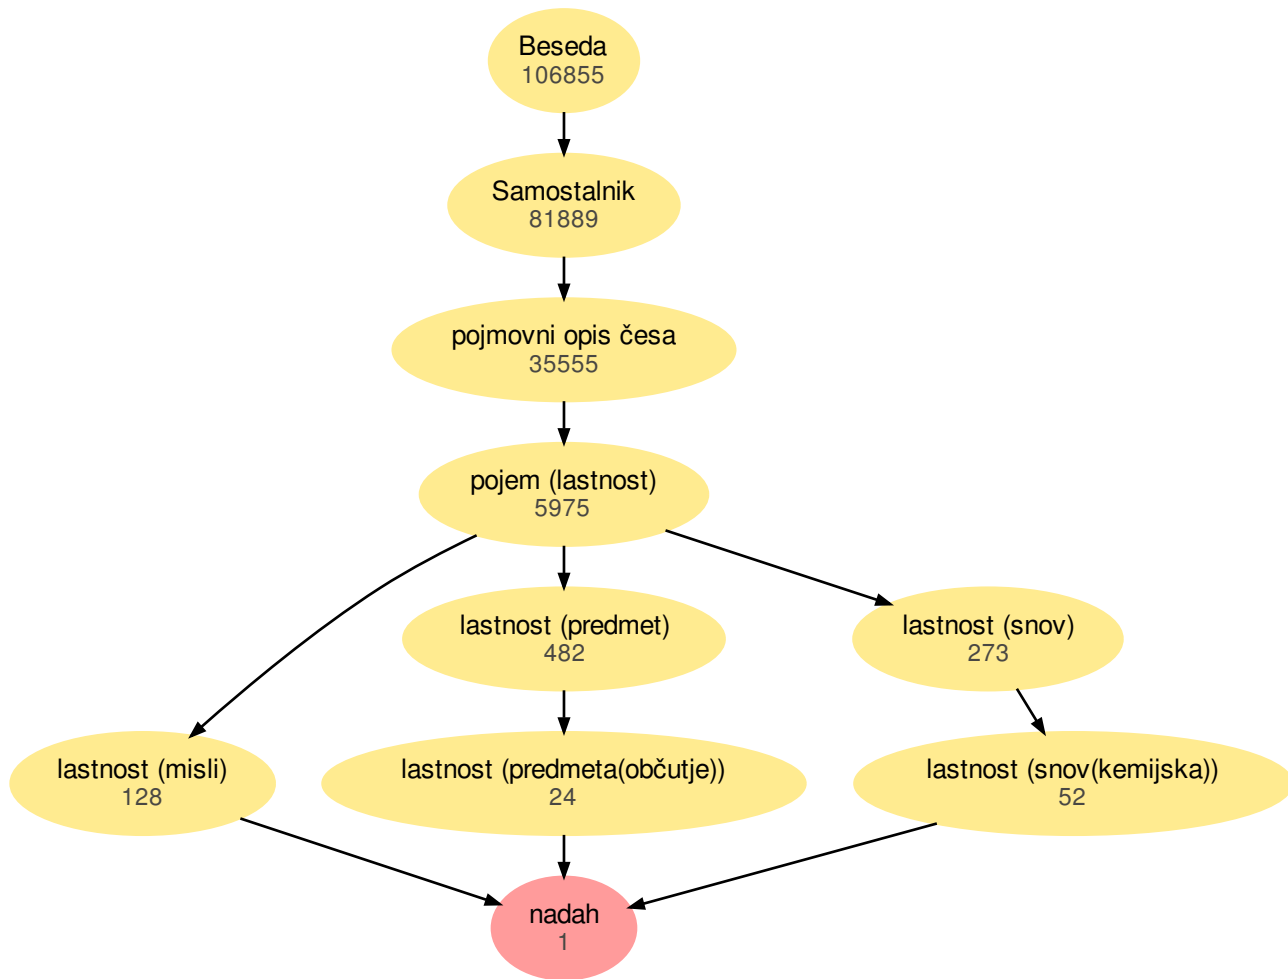 Beseda
106855
Samostalnik
81889
pojmovni opis česa
35555
pojem (lastnost)
5975
lastnost (predmet)
482
lastnost (snov)
273
lastnost (misli)
128
lastnost (predmeta(občutje))
24
lastnost (snov(kemijska))
52
nadah
1